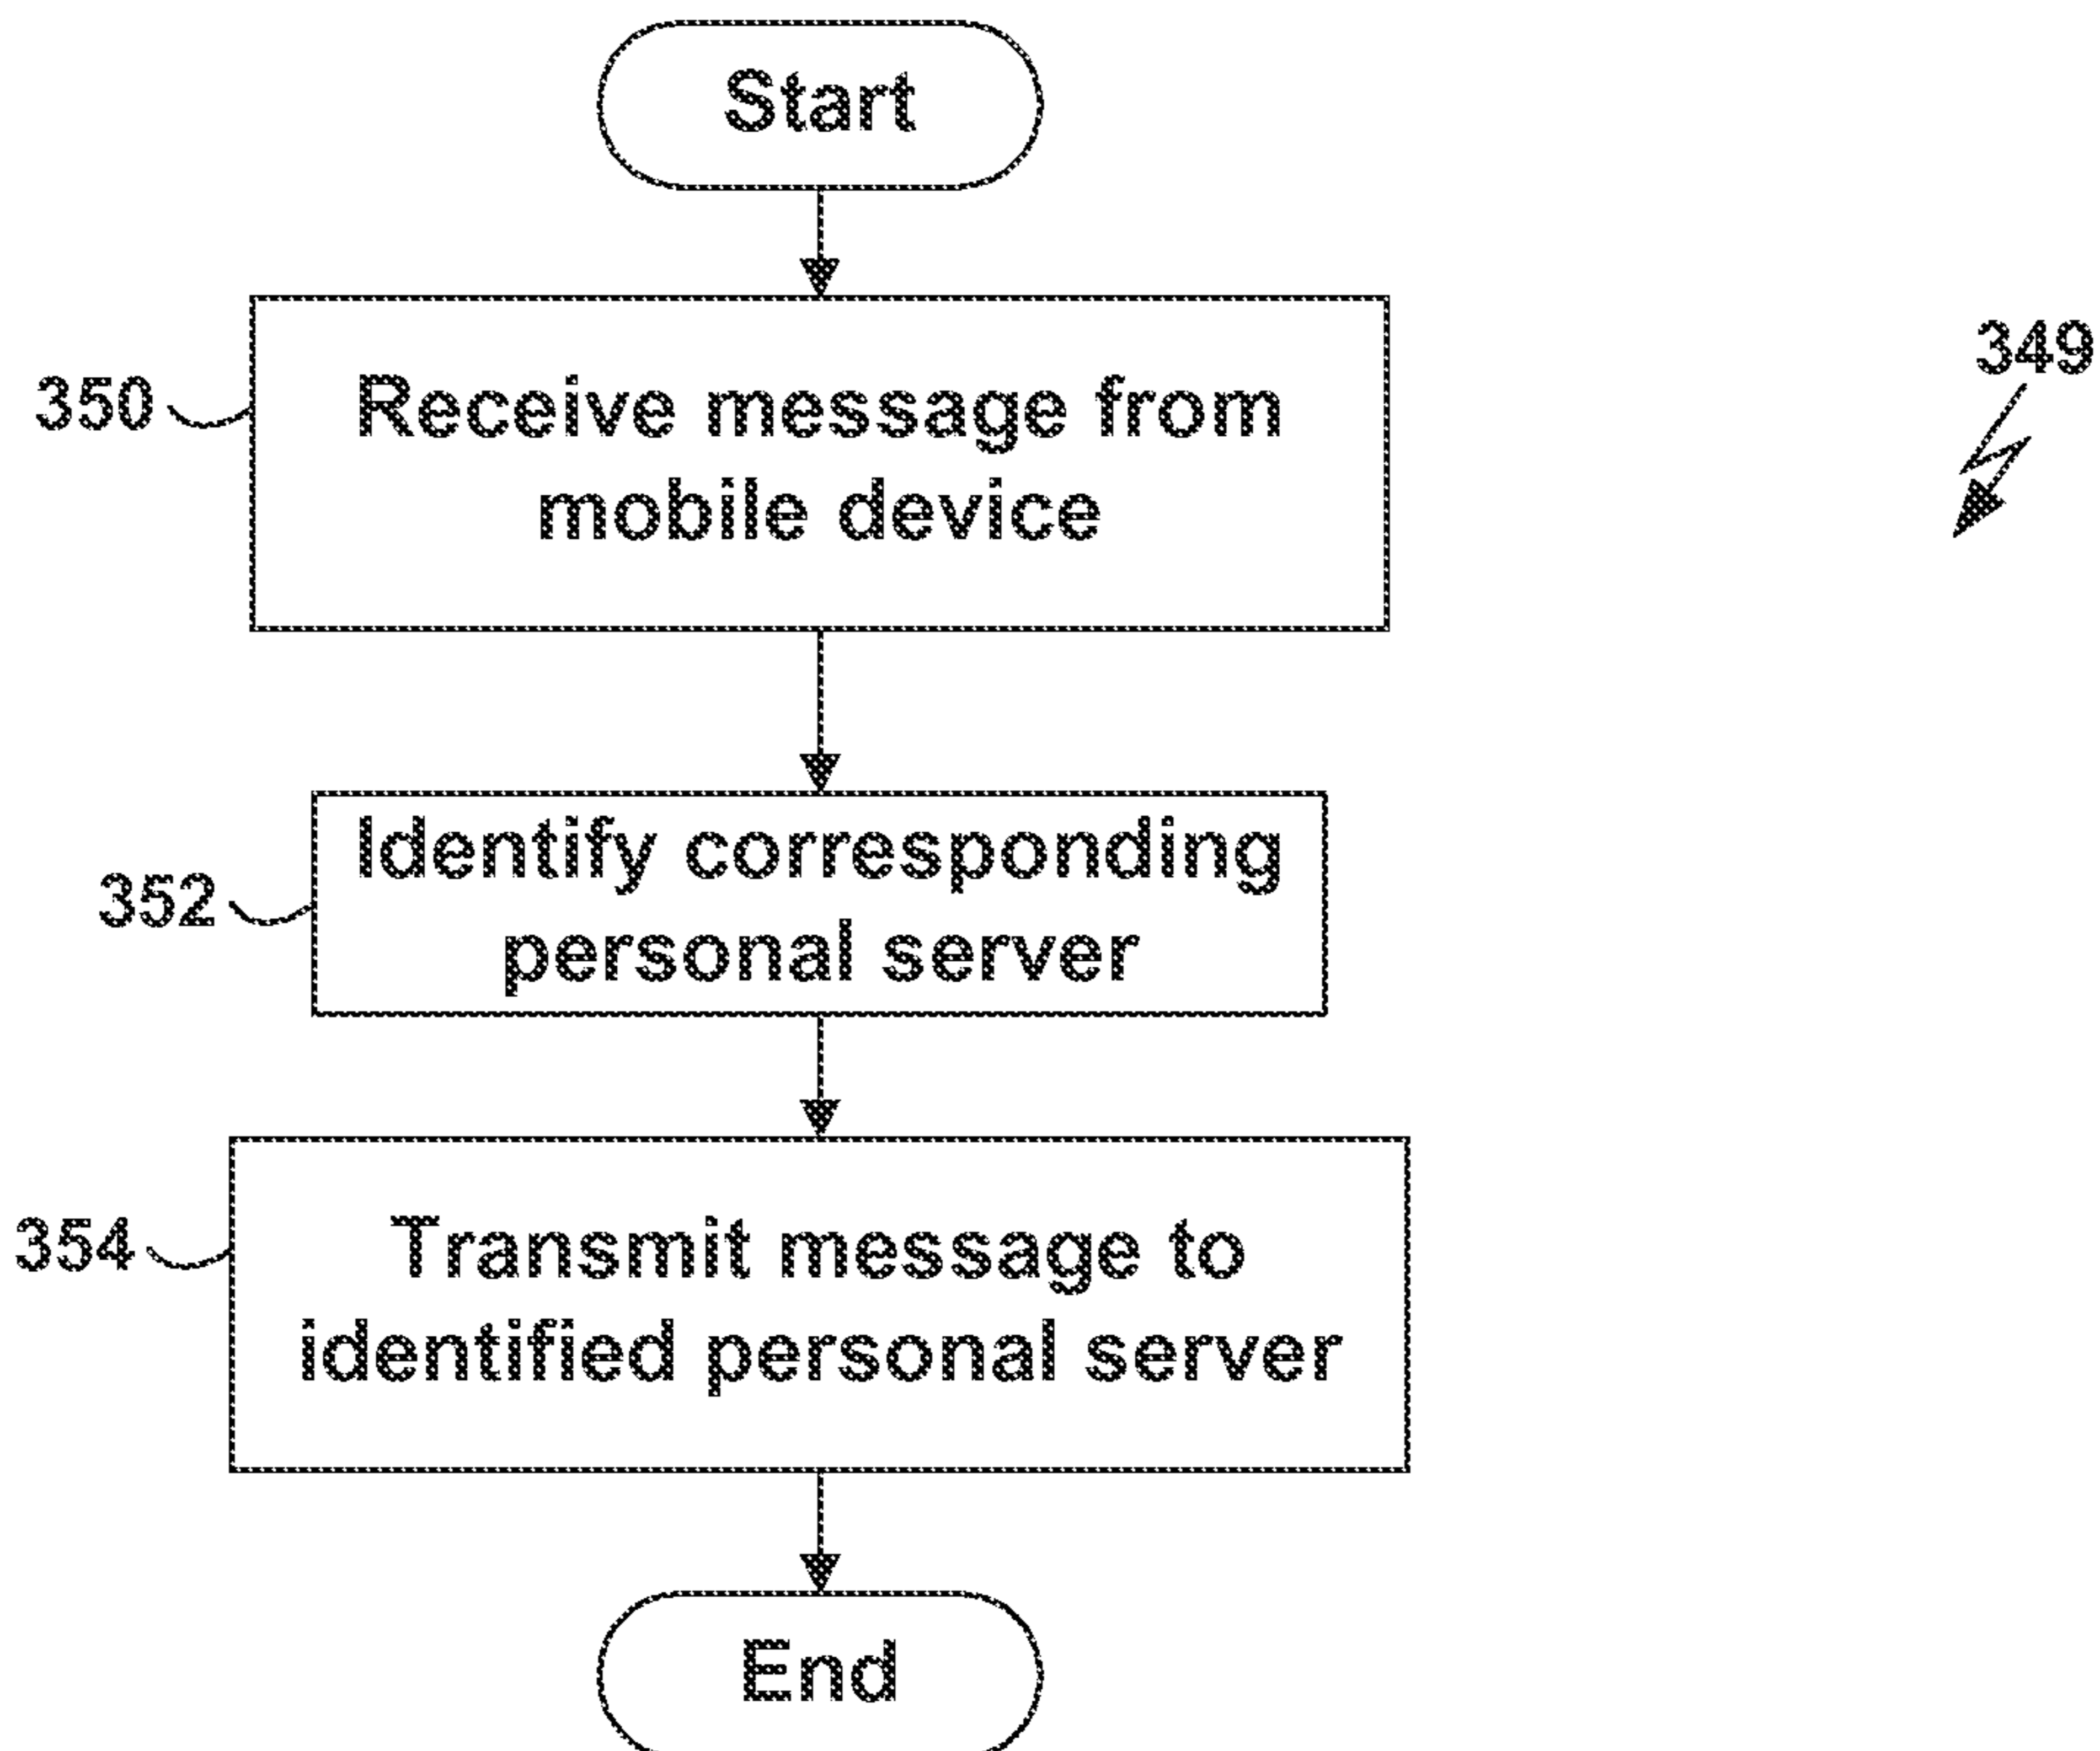 Start
349
350
Receive message from
mobile device
352
Identify corresponding
personal server
354
Transmit message to
identified personal server
End